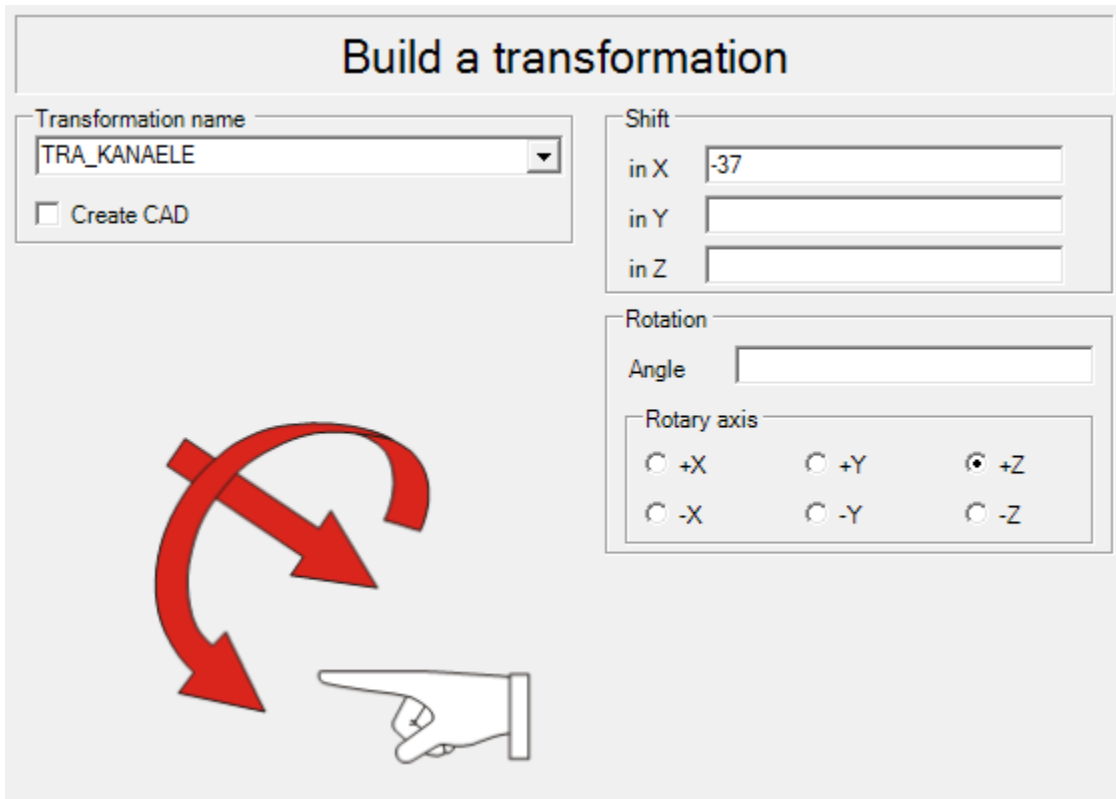 Build a transformation
Transformation name
TRA_KANAELE
Create CAD
Shift
in X -37
in Y
in Z
Rotation
Angle
Rotary axis
+X +Y +Z
-X -Y -Z